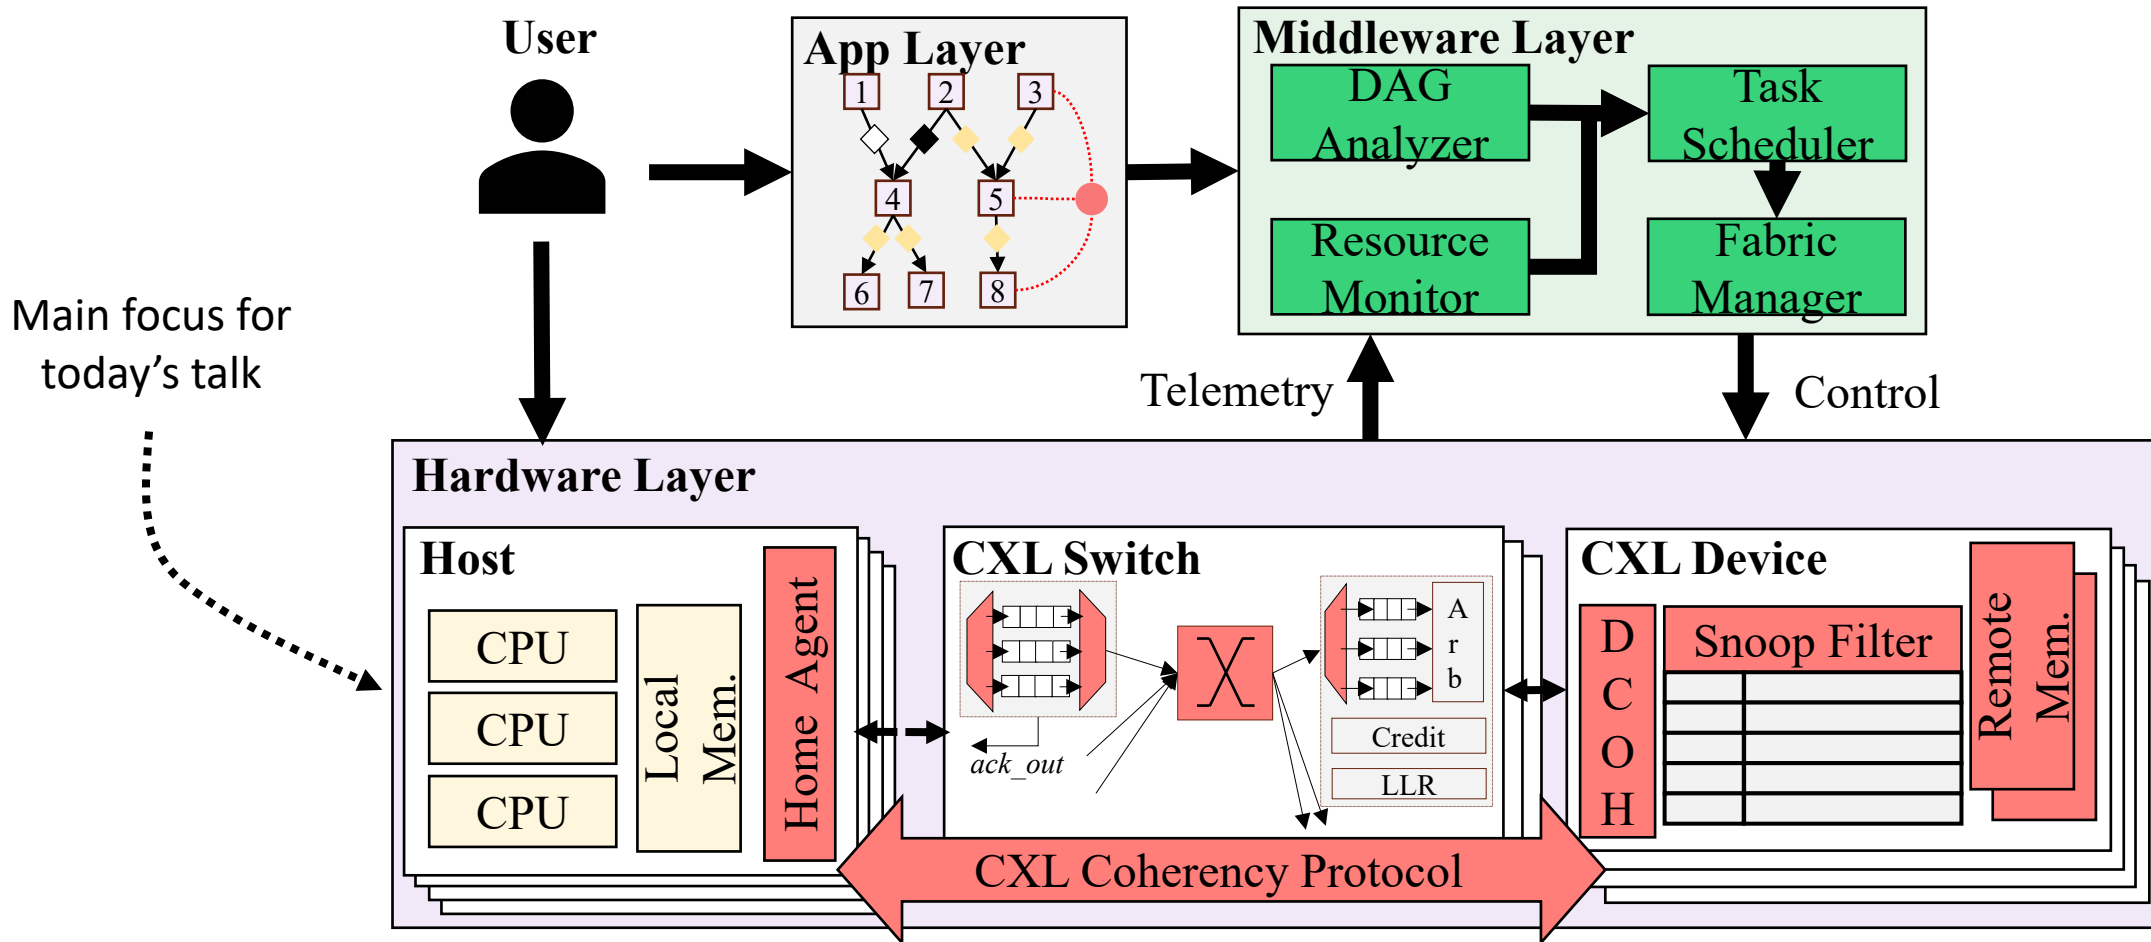 User
App Layer
1
2
3
4
5
6
7
8
Middleware Layer
DAG
Analyzer
Task
Scheduler
Resource
Monitor
Fabric
Manager
Main focus for
today's talk
Telemetry
Control
Hardware Layer
Host
CPU
CPU
CPU
Local
Mem.
Home Agent
CXL Switch
ack_out
A
r
b
Credit
LLR
CXL Device
D
C
O
H
Snoop Filter
Remote
Mem.
CXL Coherency Protocol